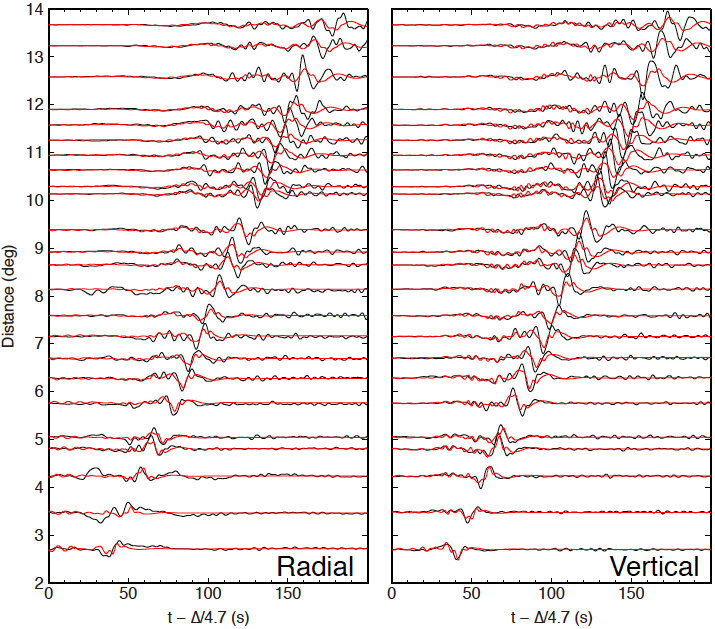 14
13
12
11
10
9
8
7
6
5
4
3
2
Distance (deg)
Radial
Vertical
0 50 100 150
0 50 100 150
t – Δ/4.7 (s)
t – Δ/4.7 (s)